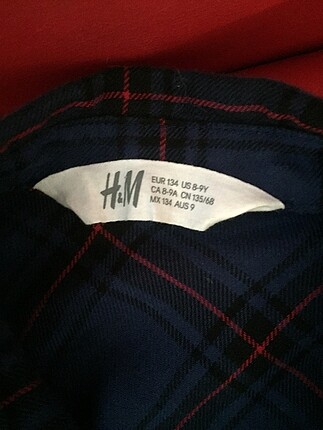 H&M
EUR 134 US 8-9Y
CA 8-9A CN 135/68
MX 134 AUS 9